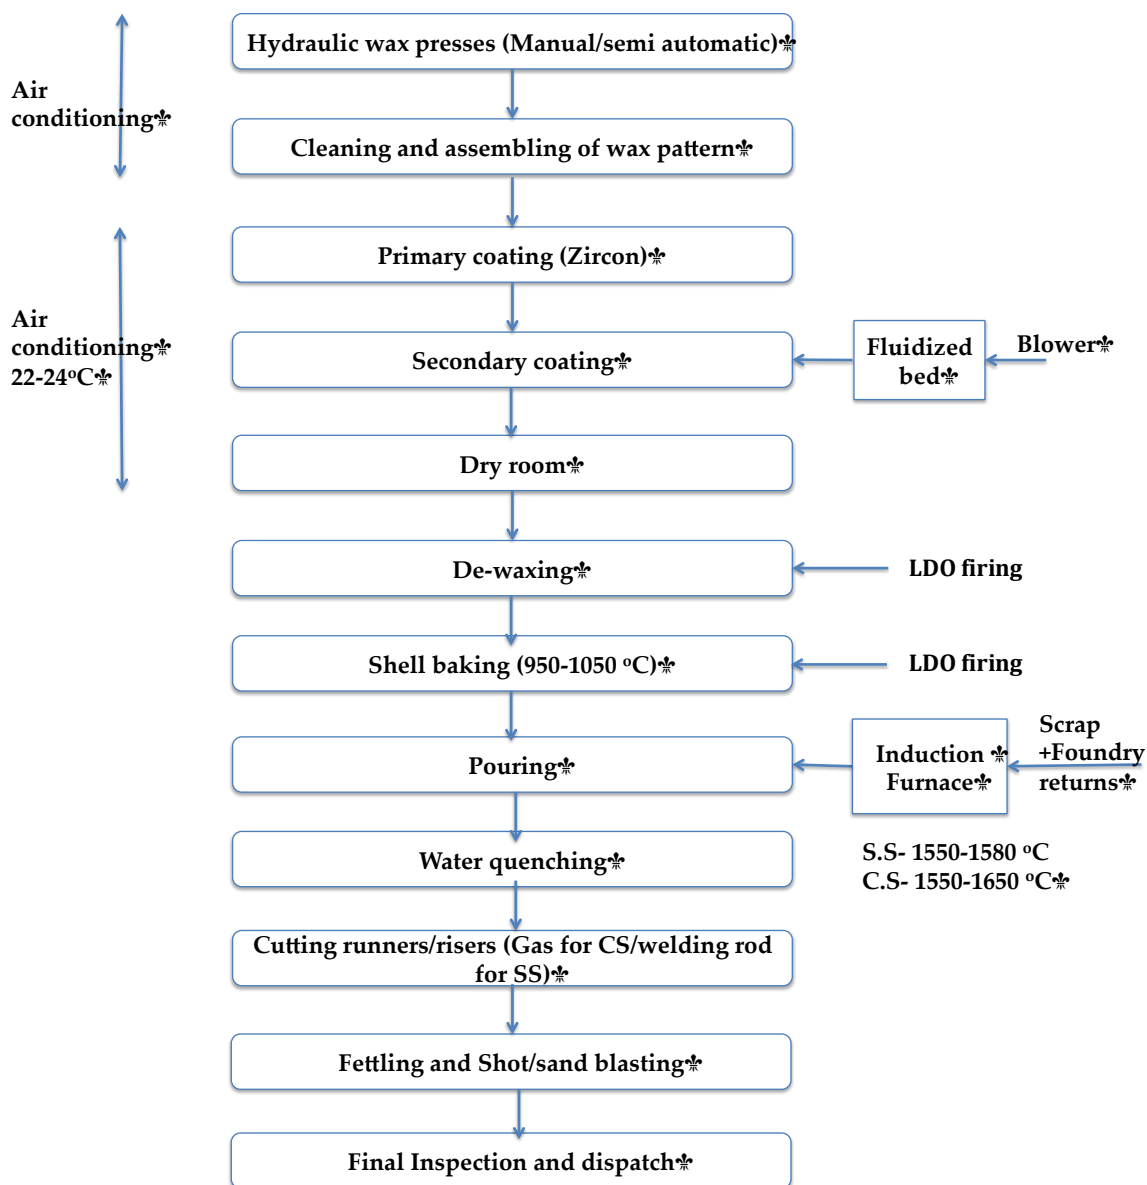 Hydraulic wax presses (Manual/semi automatic)⚜
Air
conditioning⚜
Cleaning and assembling of wax pattern⚜
Primary coating (Zircon)⚜
Air
conditioning⚜
22-24ºC⚜
Secondary coating⚜
Fluidized
bed⚜
Blower⚜
Dry room⚜
De-waxing⚜
LDO firing
Shell baking (950-1050 ºC)⚜
LDO firing
Pouring⚜
Induction ⚜
Furnace⚜
Scrap
+Foundry
returns⚜
Water quenching⚜
S.S- 1550-1580 ºC
C.S- 1550-1650 ºC⚜
Cutting runners/risers (Gas for CS/welding rod
for SS)⚜
Fettling and Shot/sand blasting⚜
Final Inspection and dispatch⚜